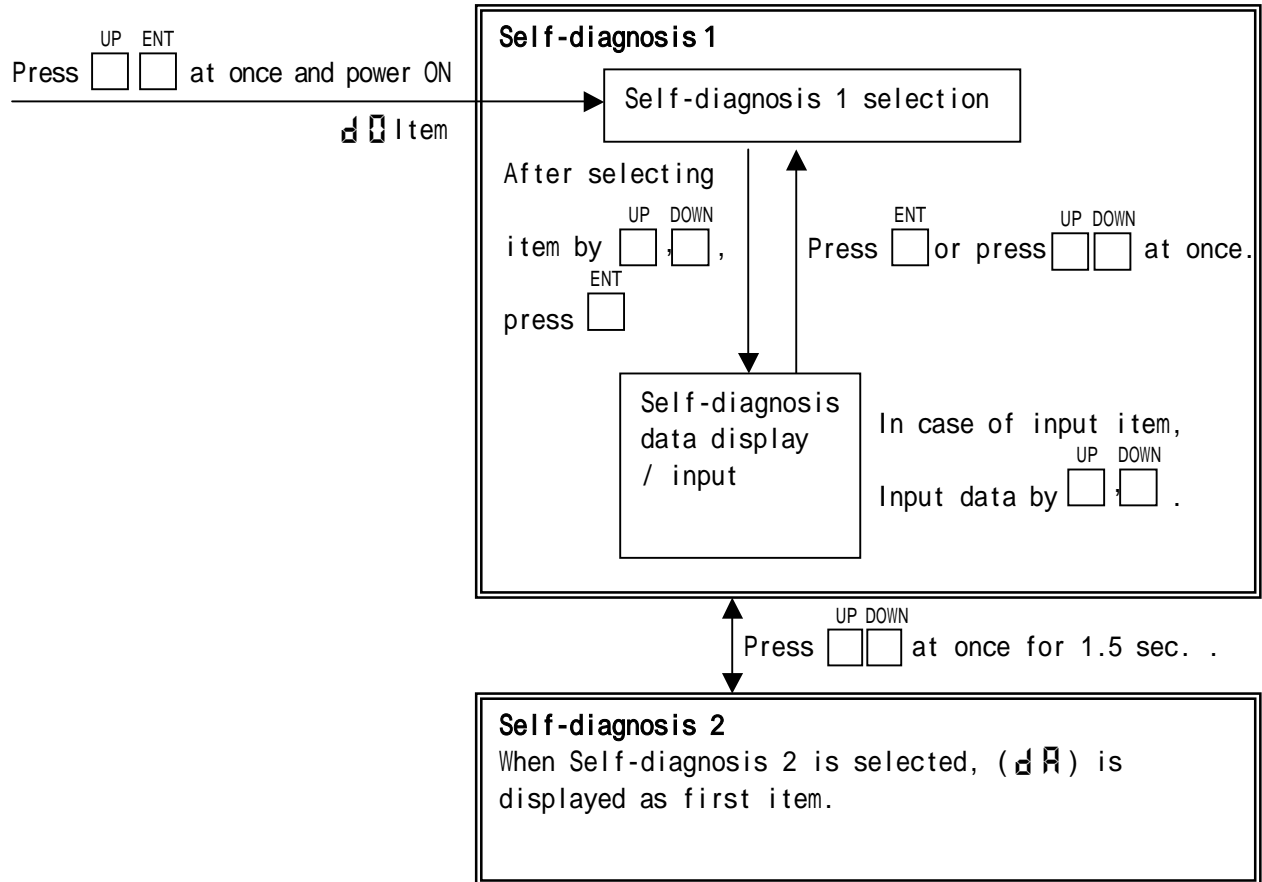 Self-diagnosis 1
UP ENT
Press at once and power ON
d0 Item
Self-diagnosis 1 selection
After selecting
UP DOWN
item by , ,
ENT
press
ENT UP DOWN
Press or press at once.
Self-diagnosis
data display
/ input
In case of input item,
UP DOWN
Input data by , .
UP DOWN
Press at once for 1.5 sec. .
Self-diagnosis 2
When Self-diagnosis 2 is selected, (dA) is
displayed as first item.